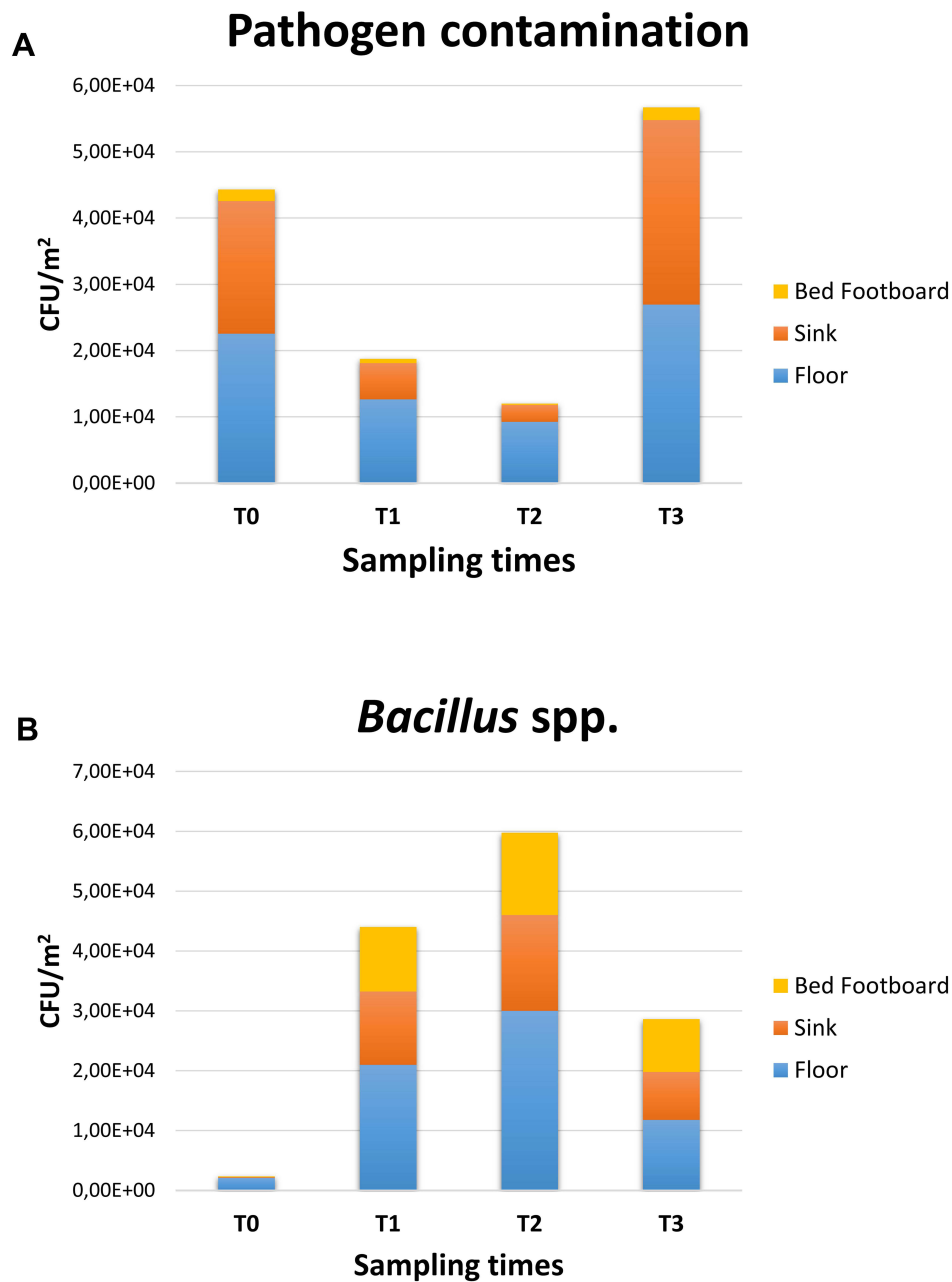 A
Pathogen contamination
6,00E+04
5,00E+04
4,00E+04
3,00E+04
2,00E+04
1,00E+04
0,00E+00
CFU/m²
T0 T1 T2 T3
Sampling times
Bed Footboard
Sink
Floor
B
Bacillus spp.
7,00E+04
6,00E+04
5,00E+04
4,00E+04
3,00E+04
2,00E+04
1,00E+04
0,00E+00
CFU/m²
T0 T1 T2 T3
Sampling times
Bed Footboard
Sink
Floor